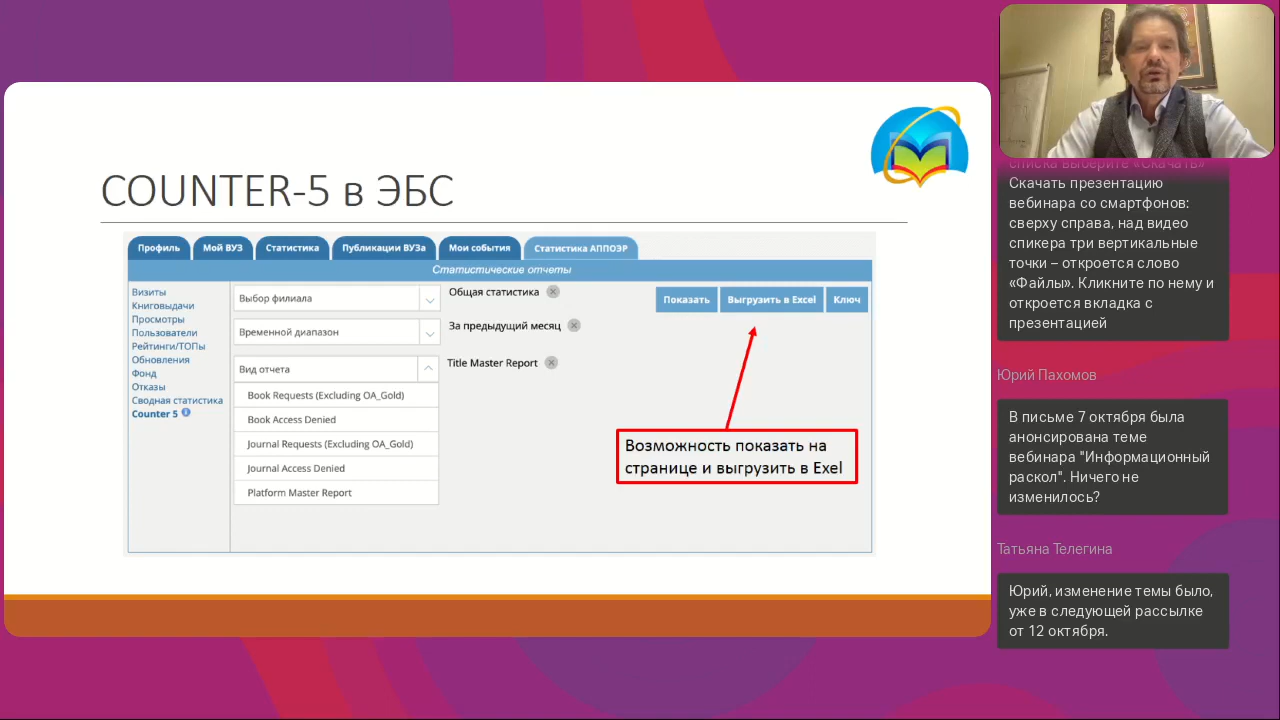 COUNTER-5 в ЭБС
Профиль
Мой ВУЗ
Статистика
Публикации ВУЗа
Мои события
Статистика АППОЭР
Статистические отчеты
Визиты
Книговыдачи
Просмотры
Пользователи
Рейтинги/ТОПы
Обновления
Фонд
Отказы
Сводная статистика
Counter 5
Выбор филиала
Общая статистика
Временной диапазон
За предыдущий месяц
Вид отчета
Title Master Report
Book Requests (Excluding OA_Gold)
Book Access Denied
Journal Requests (Excluding OA_Gold)
Journal Access Denied
Platform Master Report
Показать
Выгрузить в Excel
Ключ
Возможность показать на
странице и выгрузить в Exel
списка выберите «Скачать»
Скачать презентацию
вебинара со смартфонов:
сверху справа, над видео
спикера три вертикальные
точки – откроется слово
«Файлы». Кликните по нему и
откроется вкладка с
презентацией
Юрий Пахомов
В письме 7 октября была
анонсирована теме
вебинара "Информационный
раскол". Ничего не
изменилось?
Татьяна Телегина
Юрий, изменение темы было,
уже в следующей рассылке
от 12 октября.